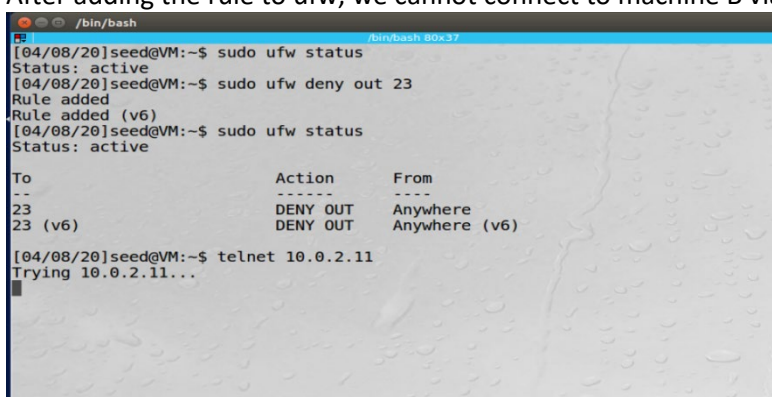 After adding the rule to ufw, we cannot connect to machine B
/bin/bash
/bin/bash 80x37
[04/08/20]seed@VM:~$ sudo ufw status
Status: active
[04/08/20]seed@VM:~$ sudo ufw deny out 23
Rule added
Rule added (v6)
[04/08/20]seed@VM:~$ sudo ufw status
Status: active
To                         Action      From
--                         ------      ----
23                         DENY OUT    Anywhere
23 (v6)                    DENY OUT    Anywhere (v6)
[04/08/20]seed@VM:~$ telnet 10.0.2.11
Trying 10.0.2.11...